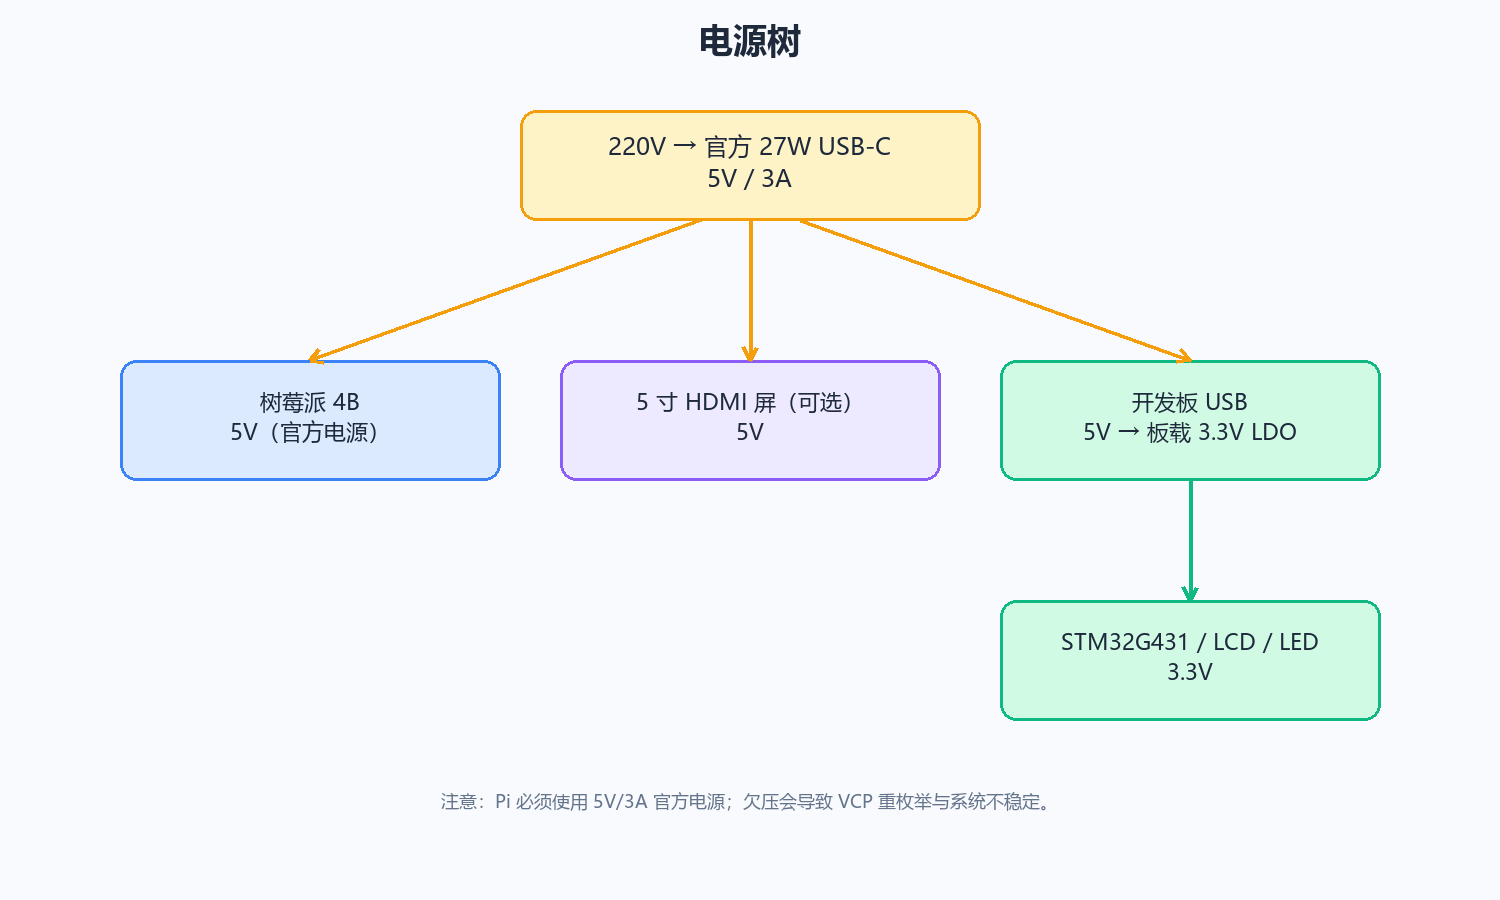 电源树
220V → 官方 27W USB-C
5V / 3A
树莓派 4B
5V（官方电源）
5 寸 HDMI 屏（可选）
5V
开发板 USB
5V → 板载 3.3V LDO
STM32G431 / LCD / LED
3.3V
注意：Pi 必须使用 5V/3A 官方电源；欠压会导致 VCP 重枚举与系统不稳定。